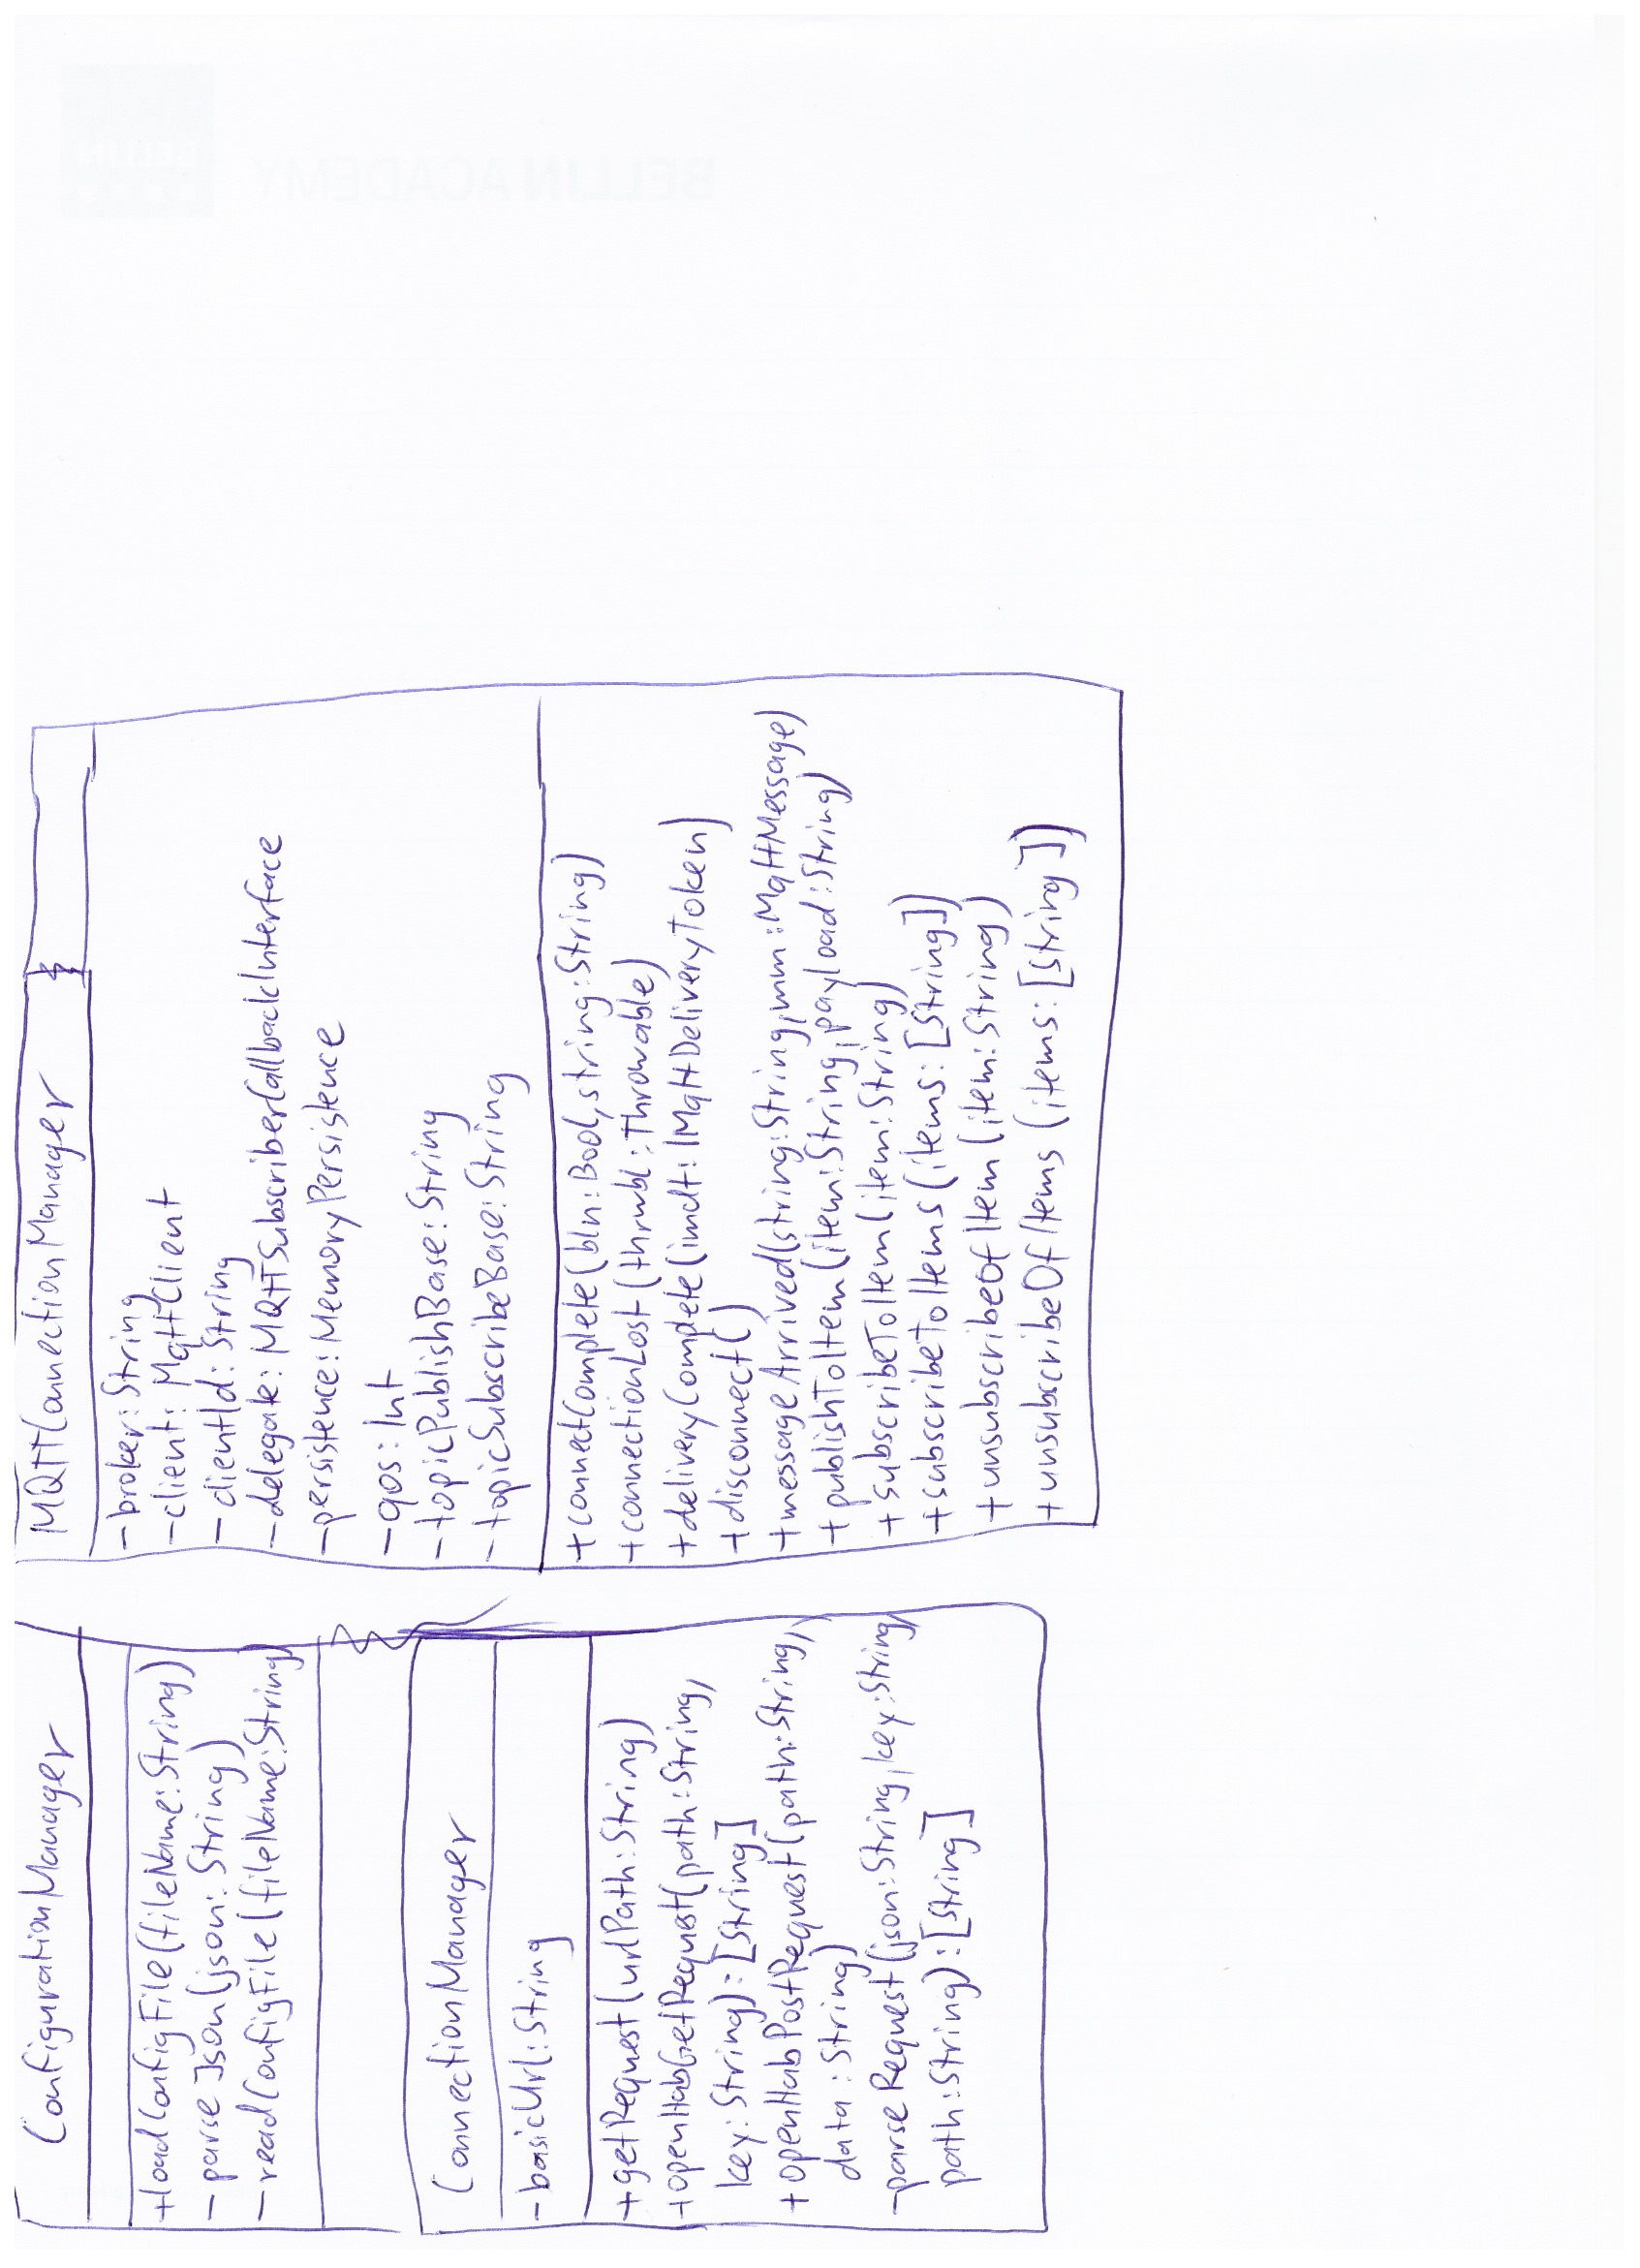 ConfigurationManager
+loadConfigFile(fileName:String)
-parseJson(json:String)
-readConfigFile(fileName:String)
ConnectionManager
-basicUrl:String
+getRequest(urlPath:String)
+openHabGetRequest(path:String,
key:String):[String]
+openHabPostRequest(path:String,
data:String)
-parseRequest(json:String,key:String,
path:String):[String]
MQTTConnectionManager
-broker:String
-client:MqttClient
-clientId:String
-delegate:MQTTSubscriberCallbackInterface
-persistence:MemoryPersistence
-qos:Int
-topicPublishBase:String
-topicSubscribeBase:String
+connectComplete(bln:Bool,string:String)
+connectionLost(thrwbl:Throwable)
+deliveryComplete(imdt:IMqttDeliveryToken)
+disconnect()
+messageArrived(string:String,mm:MqttMessage)
+publishToItem(item:String,payload:String)
+subscribeToItem(item:String)
+subscribeToItems(items:[String])
+unsubscribeOfItem(item:String)
+unsubscribeOfItems(items:[String])
BELLIN ACADEMY
BELLIN